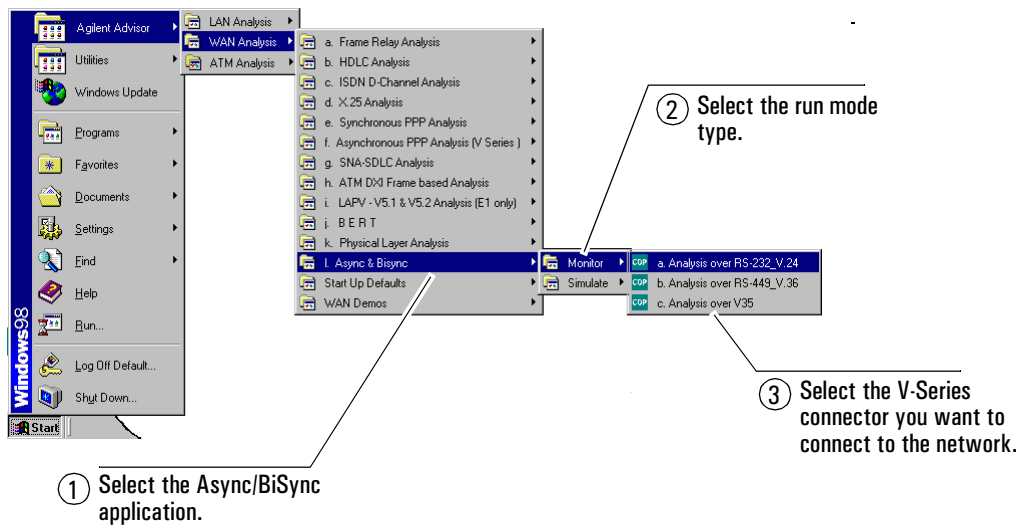 Agilent Advisor
Utilities
Windows Update
Programs
Favorites
Documents
Settings
Find
Help
Run...
Log Off Default...
Shut Down...
Windows98
Start
LAN Analysis
WAN Analysis
ATM Analysis
a. Frame Relay Analysis
b. HDLC Analysis
c. ISDN D-Channel Analysis
d. X.25 Analysis
e. Synchronous PPP Analysis
f. Asynchronous PPP Analysis (V Series )
g. SNA-SDLC Analysis
h. ATM DXI Frame based Analysis
i. LAPV - V5.1 & V5.2 Analysis (E1 only)
j. B E R T
k. Physical Layer Analysis
l. Async & Bisync
Start Up Defaults
WAN Demos
Monitor
Simulate
CDP a. Analysis over RS-232_V.24
CDP b. Analysis over RS-449_V.36
CDP c. Analysis over V35
1 Select the Async/BiSync
application.
2 Select the run mode
type.
3 Select the V-Series
connector you want to
connect to the network.